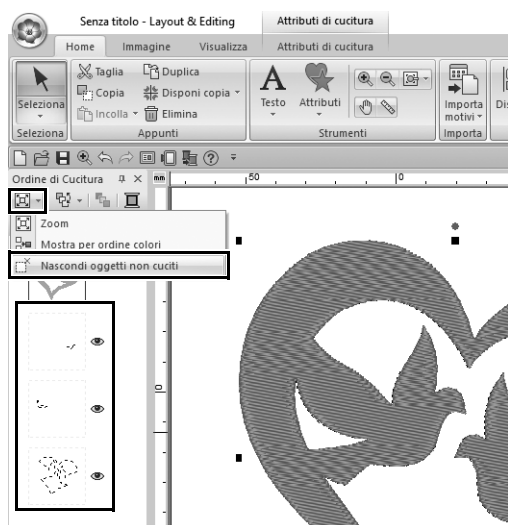 Senza titolo - Layout & Editing
Attributi di cucitura
Home
Immagine
Visualizza
Attributi di cucitura
Seleziona
Taglia
Copia
Incolla
Duplica
Disponi copia
Elimina
Testo
Attributi
Importa
motivi
Dis
Seleziona
Appunti
Strumenti
Importa
Ordine di Cucitura
mm
50
0
Zoom
Mostra per ordine colori
Nascondi oggetti non cuciti
0